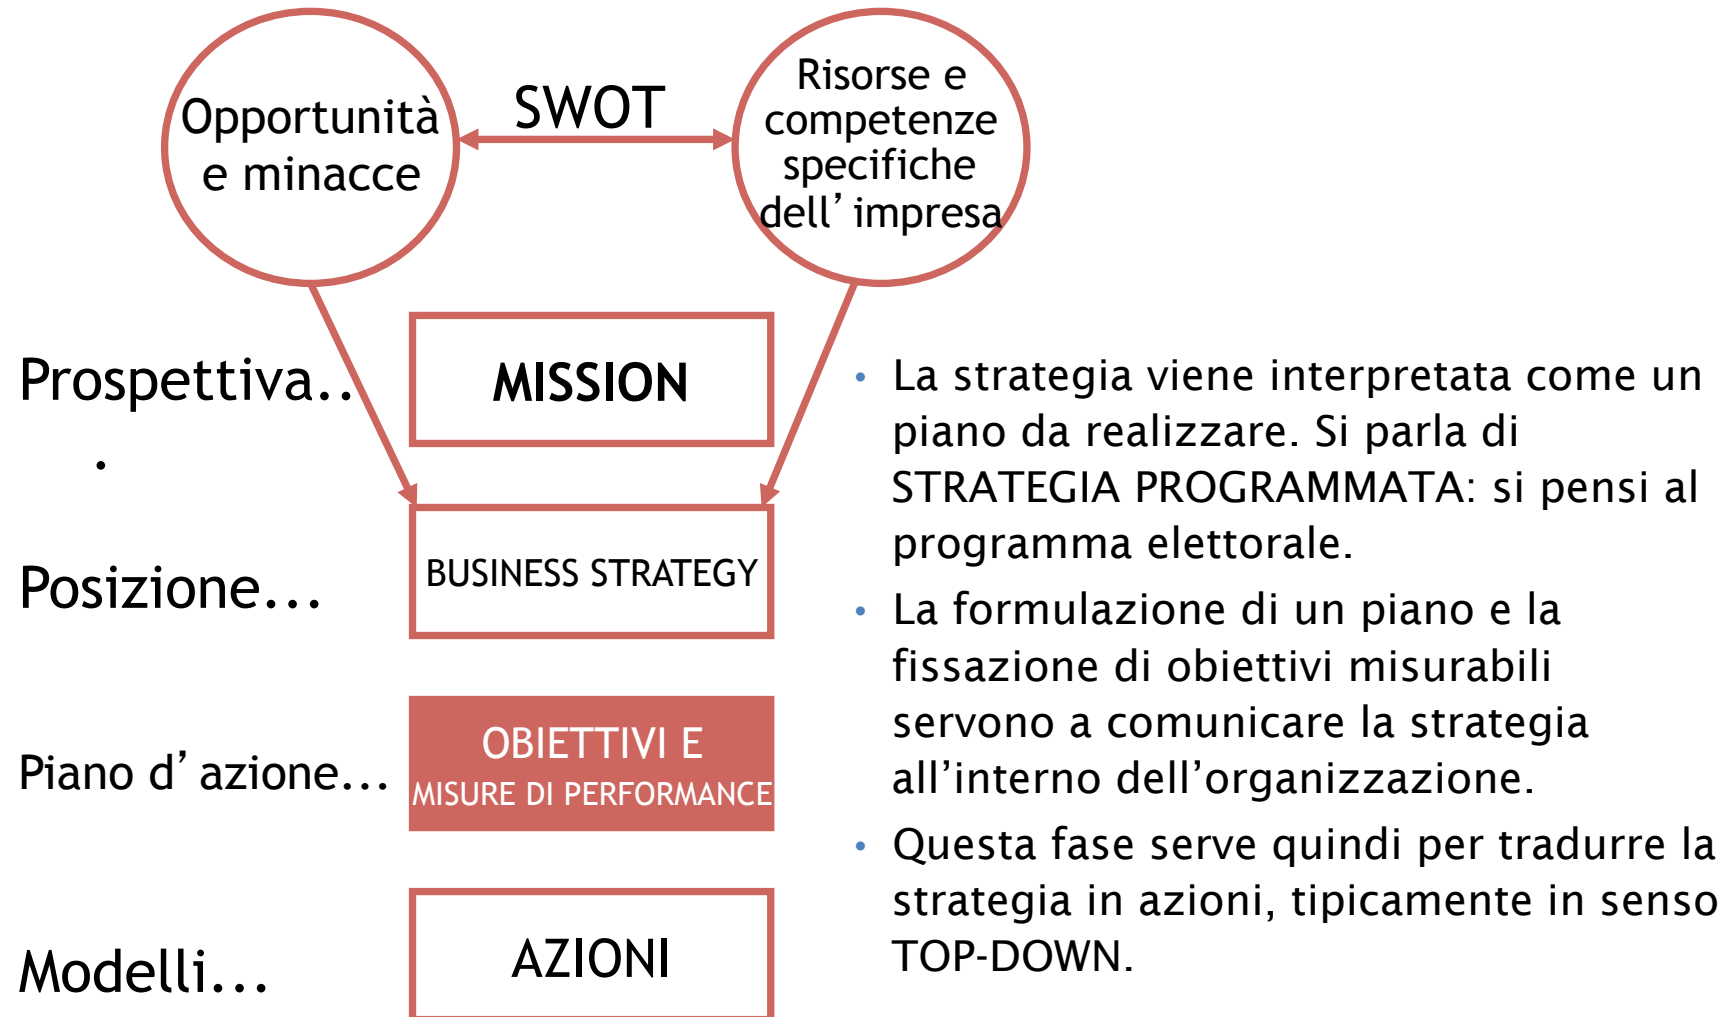 Opportunità
e minacce
SWOT
Risorse e
competenze
specifiche
dell’impresa
Prospettiva..
.
MISSION
Posizione...
BUSINESS STRATEGY
Piano d’azione...
OBIETTIVI E
MISURE DI PERFORMANCE
Modelli...
AZIONI
• La strategia viene interpretata come un
piano da realizzare. Si parla di
STRATEGIA PROGRAMMATA: si pensi al
programma elettorale.
• La formulazione di un piano e la
fissazione di obiettivi misurabili
servono a comunicare la strategia
all’interno dell’organizzazione.
• Questa fase serve quindi per tradurre la
strategia in azioni, tipicamente in senso
TOP-DOWN.